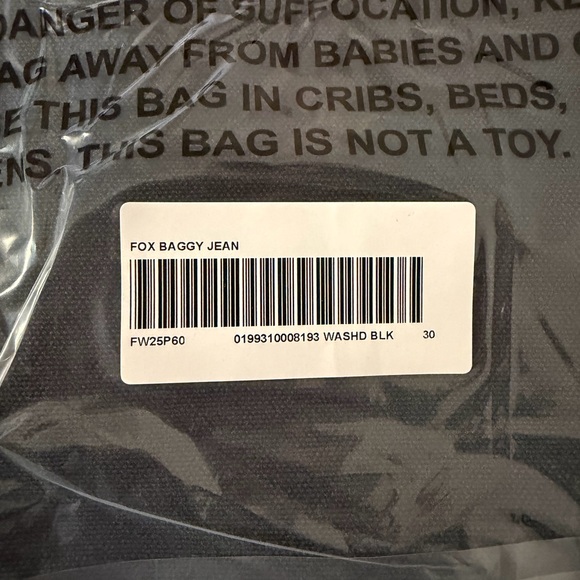 DANGER OF SUFFOCATION,
AG AWAY FROM BABIES AND
THIS BAG IN CRIBS, BEDS,
THIS BAG IS NOT A TOY.
FOX BAGGY JEAN
FW25P60 0199310008193 WASHD BLK 30